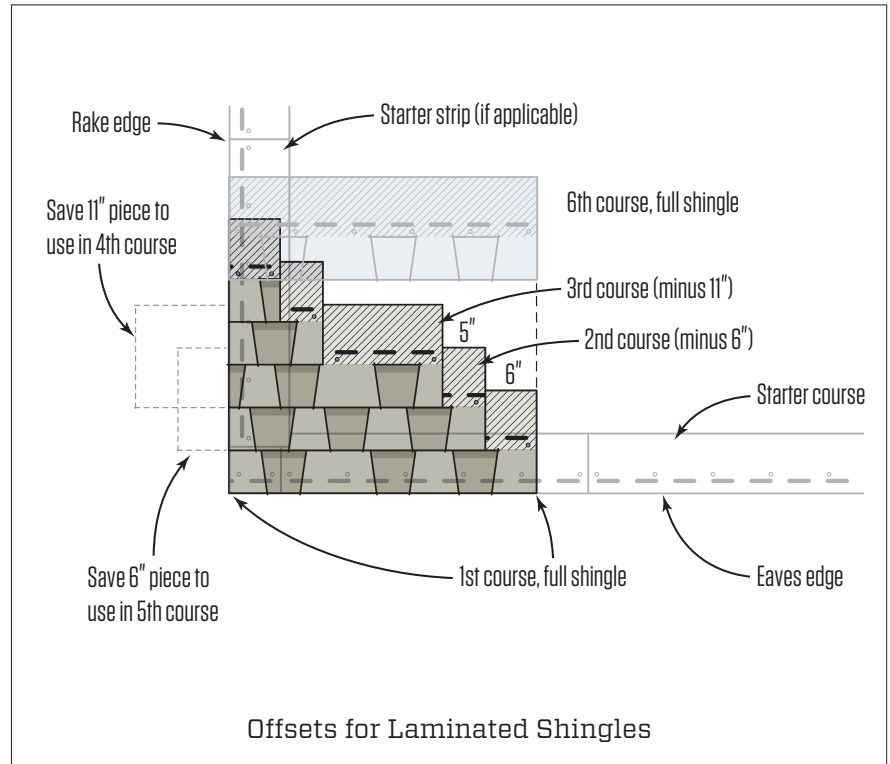 Rake edge
Starter strip (if applicable)
Save 11" piece to
use in 4th course
6th course, full shingle
3rd course (minus 11")
5"
2nd course (minus 6")
6"
Starter course
Save 6" piece to
use in 5th course
1st course, full shingle
Eaves edge
Offsets for Laminated Shingles